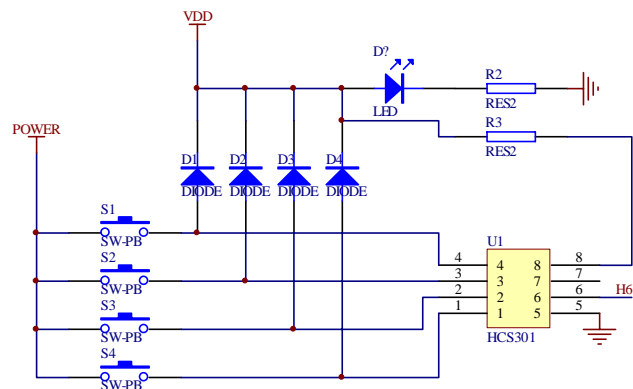 VDD
D?
LED
R2
RES2
R3
RES2
POWER
D1 D2 D3 D4
DIODE DIODE DIODE DIODE
S1
SW-PB
S2
SW-PB
S3
SW-PB
S4
SW-PB
U1
4 4 8 8
3 3 7 7
2 2 6 6 H6
1 1 5 5
HCS301